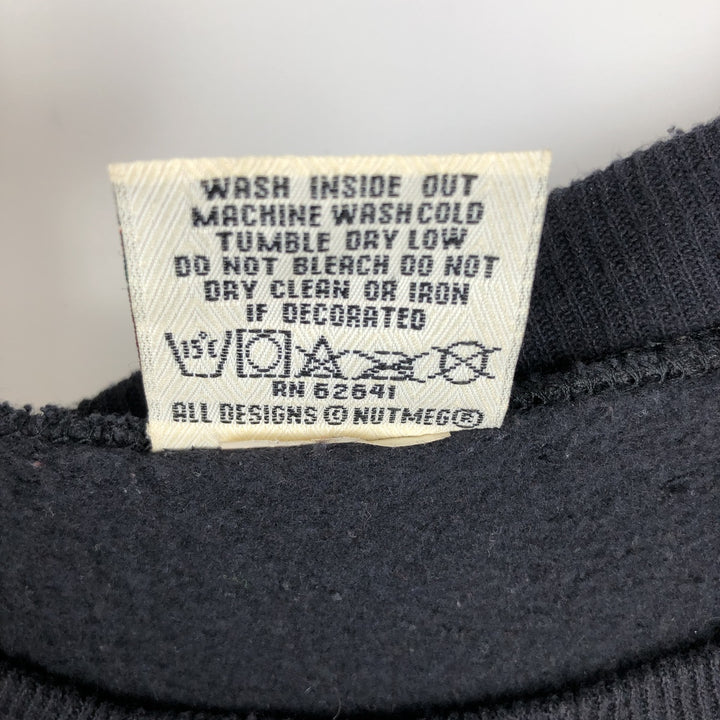 WASH INSIDE OUT
MACHINE WASH COLD
TUMBLE DRY LOW
DO NOT BLEACH DO NOT
DRY CLEAN OR IRON
IF DECORATED
15°C
RN 62641
ALL DESIGNS © NUTMEG®